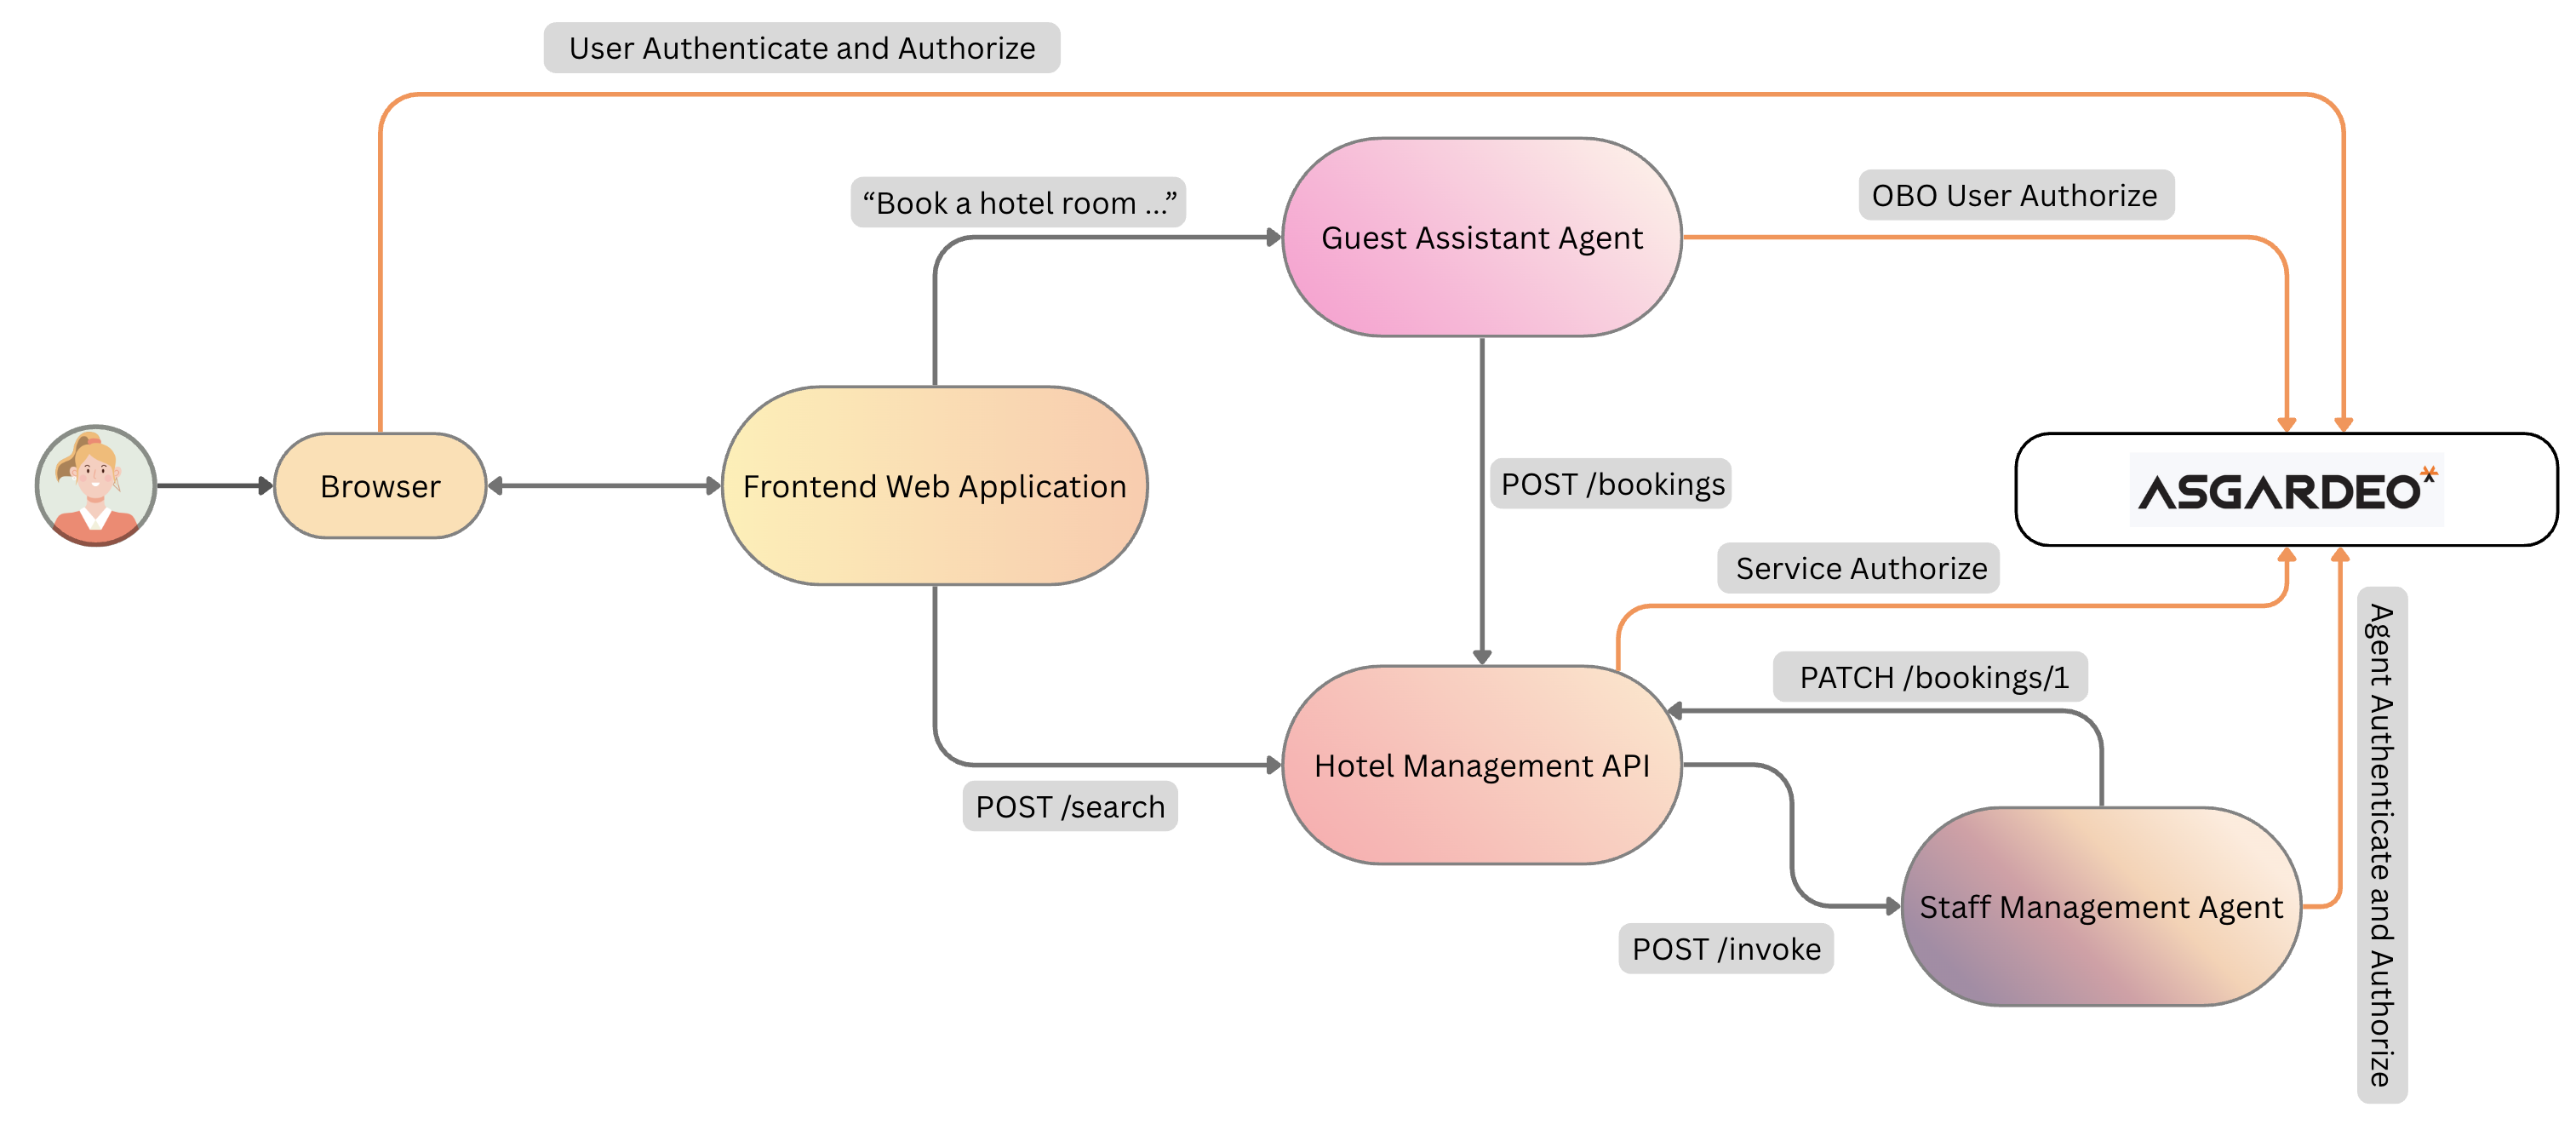 User Authenticate and Authorize
“Book a hotel room ...”
Guest Assistant Agent
OBO User Authorize
Browser
Frontend Web Application
POST /bookings
ASGARDEO
Service Authorize
PATCH /bookings/1
Hotel Management API
POST /search
Staff Management Agent
POST /invoke
Agent Authenticate and Authorize